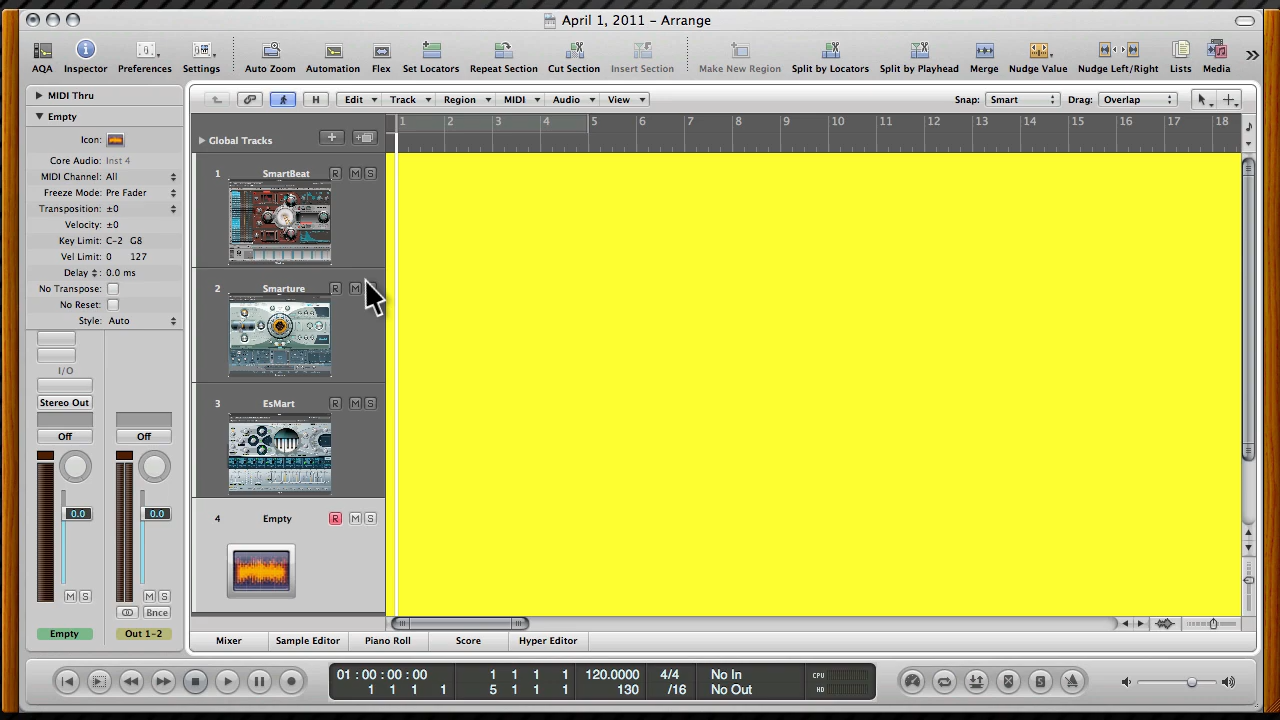 April 1, 2011 – Arrange
AQA Inspector Preferences Settings Auto Zoom Automation Flex Set Locators Repeat Section Cut Section Insert Section Make New Region Split by Locators Split by Playhead Merge Nudge Value Nudge Left/Right Lists Media
MIDI Thru
H Edit Track Region MIDI Audio View Snap: Smart Drag: Overlap
Empty
1 2 3 4 5 6 7 8 9 10 11 12 13 14 15 16 17 18
Icon:
Global Tracks
Core Audio: Inst 4
MIDI Channel: All
Freeze Mode: Pre Fader
Transposition: ±0
Velocity: ±0
Key Limit: C-2 G8
Vel Limit: 0 127
Delay : 0.0 ms
No Transpose:
No Reset:
Style: Auto
I/O
Stereo Out
Off Off
0.0 0.0
M S M S
Bnce
Empty Out 1-2
1 SmartBeat R M S
2 Smarture R M
3 EsMart R M S
4 Empty R M S
Mixer Sample Editor Piano Roll Score Hyper Editor
01:00:00:00 1 1 1 1 120.0000 4/4 No In CPU
1 1 1 1 5 1 1 1 130 /16 No Out HD
S